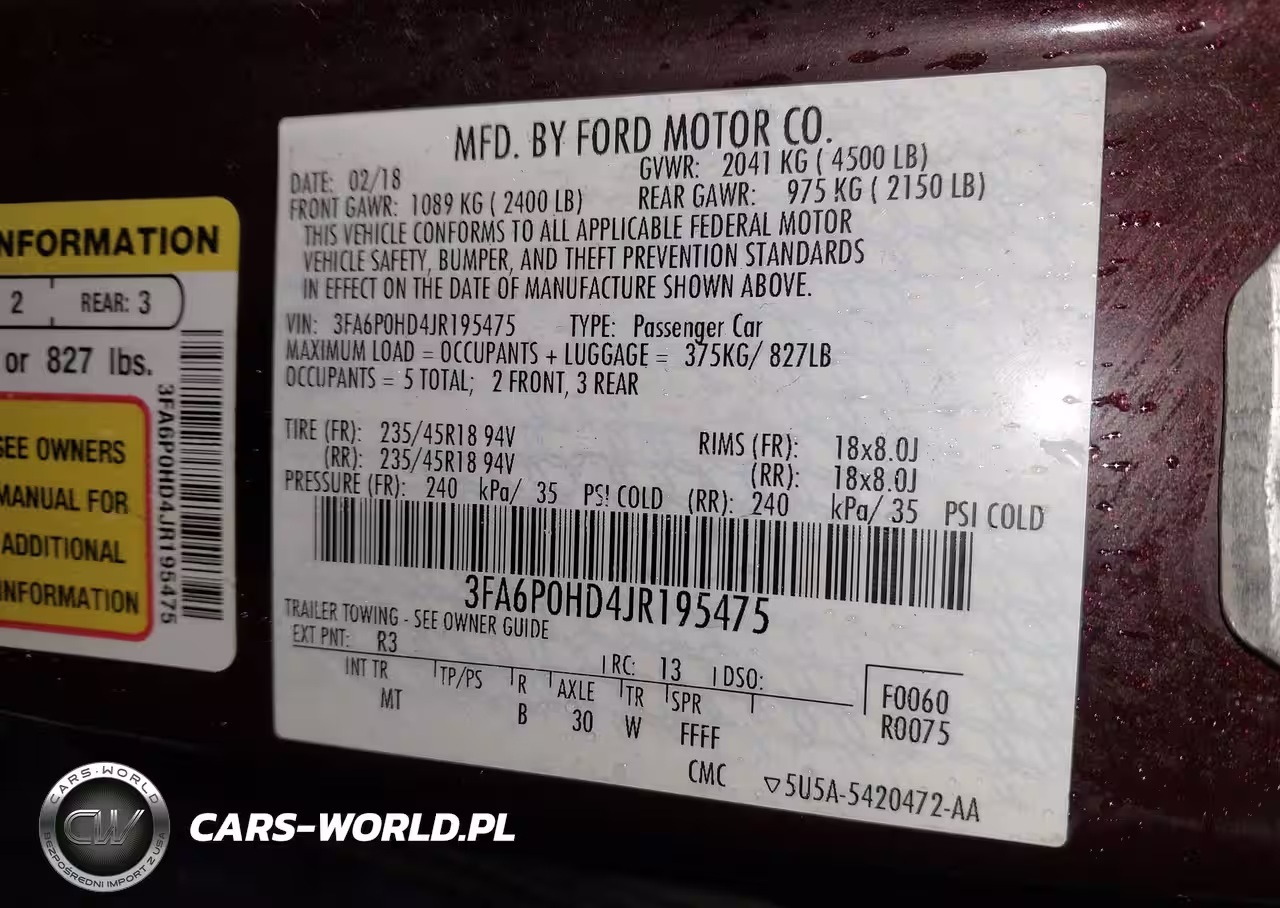 NFORMATION
2 REAR: 3
or 827 lbs.
SEE OWNERS
MANUAL FOR
ADDITIONAL
INFORMATION
3FA6P0HD4JR195475
MFD. BY FORD MOTOR CO.
DATE: 02/18 GVWR: 2041 KG ( 4500 LB)
FRONT GAWR: 1089 KG ( 2400 LB) REAR GAWR: 975 KG ( 2150 LB)
THIS VEHICLE CONFORMS TO ALL APPLICABLE FEDERAL MOTOR
VEHICLE SAFETY, BUMPER, AND THEFT PREVENTION STANDARDS
IN EFFECT ON THE DATE OF MANUFACTURE SHOWN ABOVE.
VIN: 3FA6P0HD4JR195475 TYPE: Passenger Car
MAXIMUM LOAD = OCCUPANTS + LUGGAGE = 375KG/ 827LB
OCCUPANTS = 5 TOTAL; 2 FRONT, 3 REAR
TIRE (FR): 235/45R18 94V RIMS (FR): 18x8.0J
(RR): 235/45R18 94V (RR): 18x8.0J
PRESSURE (FR): 240 kPa/ 35 PS! COLD (RR): 240 kPa/ 35 PSI COLD
3FA6P0HD4JR195475
TRAILER TOWING - SEE OWNER GUIDE
EXT PNT: R3 RC: 13 DSO:
INT TR TP/PS R AXLE TR SPR F0060
MT B 30 W FFFF R0075
CMC ▽5U5A-5420472-AA
CARS-WORLD
CW
BEZPOŚREDNI IMPORT Z USA
CARS-WORLD.PL